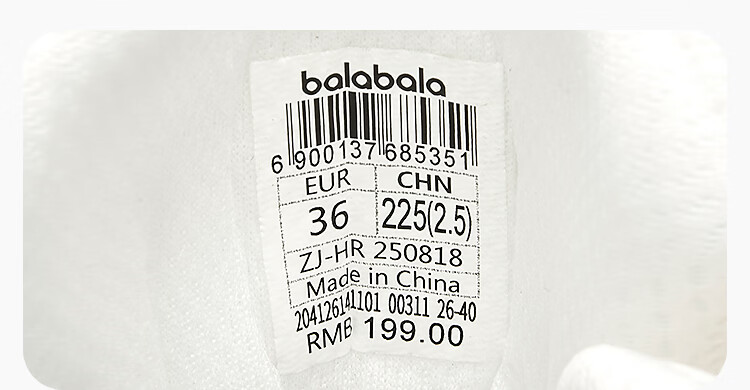 balabala
6 900137 685351
EUR CHN
36 225(2.5)
ZJ-HR 250818
Made in China
204126141101 00311 26-40
RMB 199.00